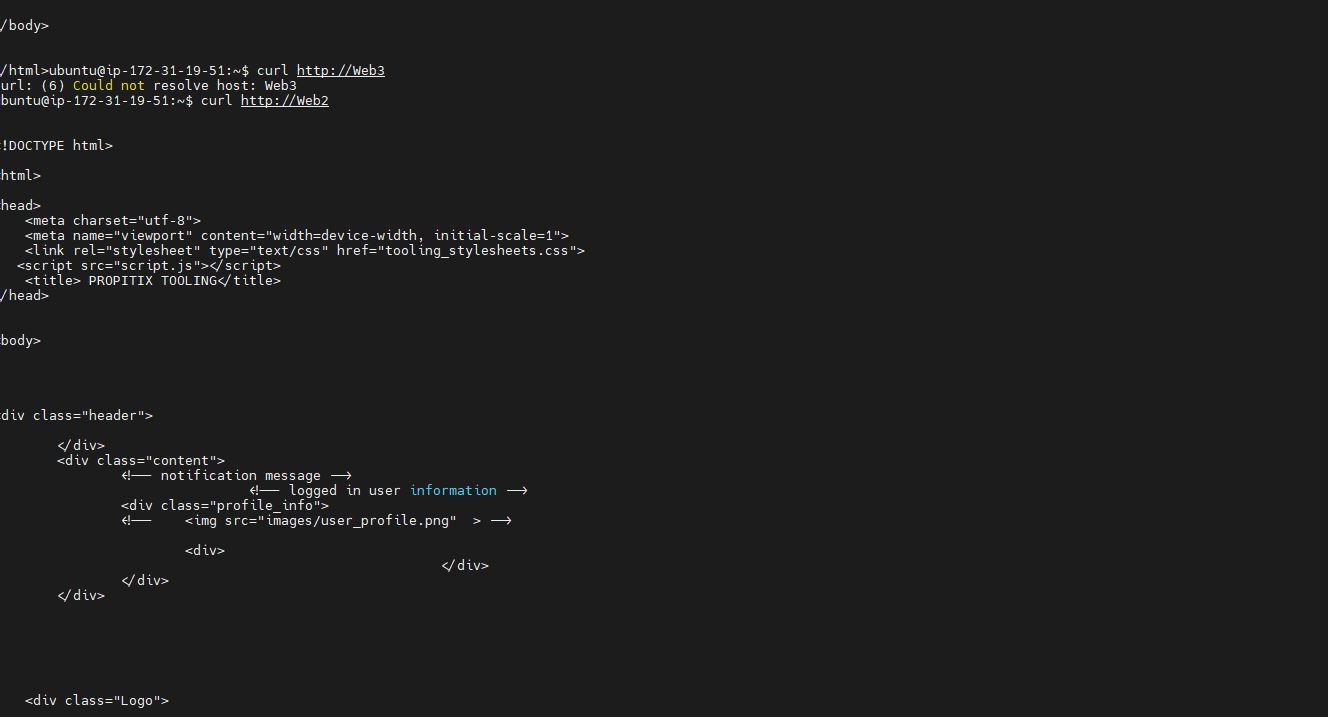 /body>
/html>ubuntu@ip-172-31-19-51:~$ curl http://Web3
url: (6) Could not resolve host: Web3
buntu@ip-172-31-19-51:~$ curl http://Web2
<!DOCTYPE html>
<html>
<head>
    <meta charset="utf-8">
    <meta name="viewport" content="width=device-width, initial-scale=1">
    <link rel="stylesheet" type="text/css" href="tooling_stylesheets.css">
   <script src="script.js"></script>
    <title> PROPITIX TOOLING</title>
/head>
<body>
<div class="header">
        </div>
        <div class="content">
                <!-- notification message -->
                                <!-- logged in user information -->
                <div class="profile_info">
                <!--    <img src="images/user_profile.png"  > -->
                        <div>
                                                        </div>
                </div>
        </div>
    <div class="Logo">